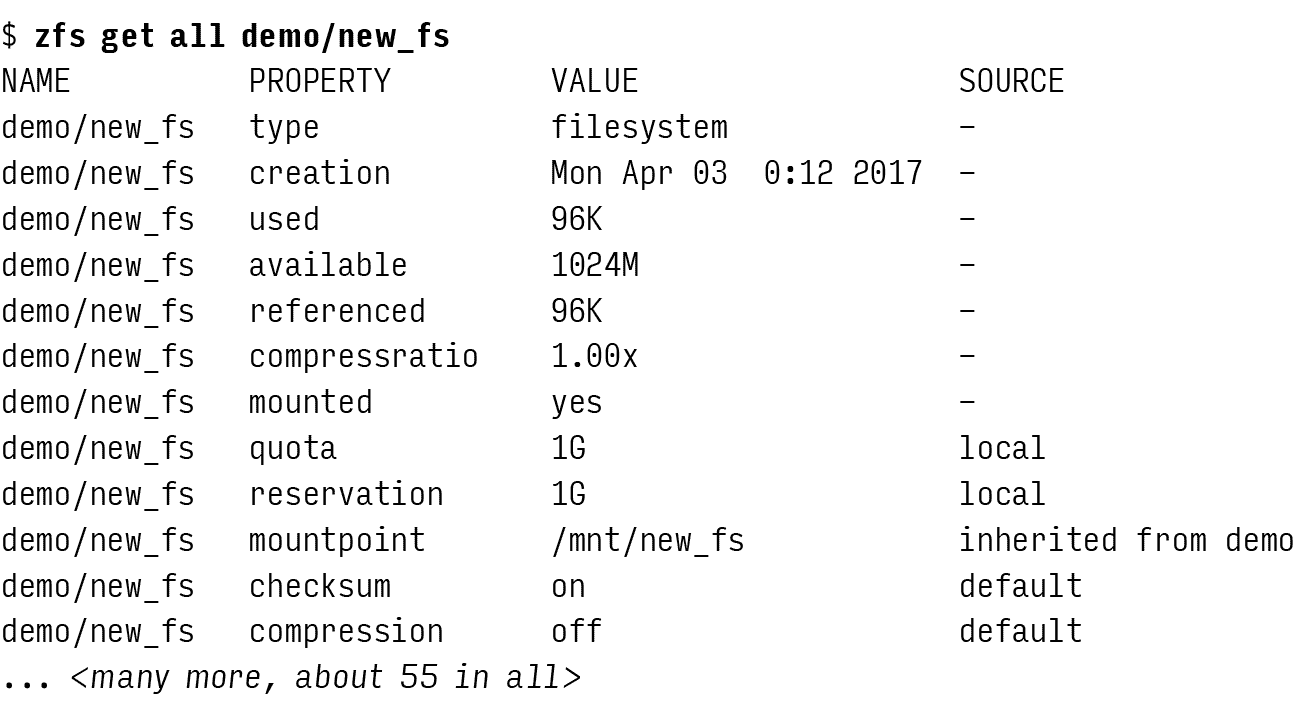 $ zfs get all demo/new_fs
NAME PROPERTY VALUE SOURCE
demo/new_fs type filesystem –
demo/new_fs creation Mon Apr 03  0:12 2017 –
demo/new_fs used 96K –
demo/new_fs available 1024M –
demo/new_fs referenced 96K –
demo/new_fs compressratio 1.00x –
demo/new_fs mounted yes –
demo/new_fs quota 1G local
demo/new_fs reservation 1G local
demo/new_fs mountpoint /mnt/new_fs inherited from demo
demo/new_fs checksum on default
demo/new_fs compression off default
... <many more, about 55 in all>